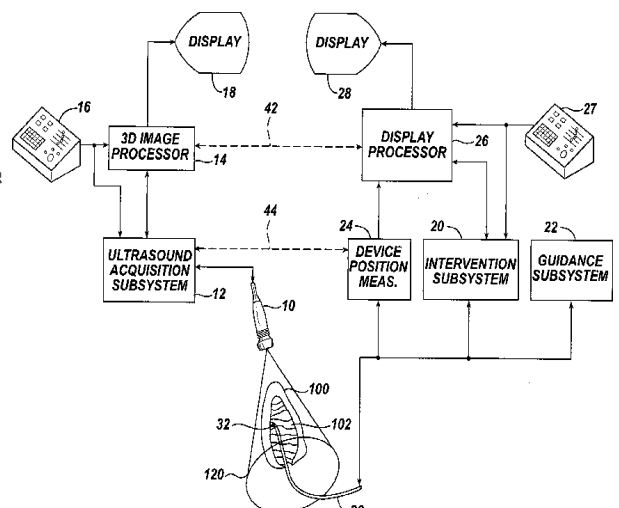 DISPLAY
18
DISPLAY
28
16
3D IMAGE
PROCESSOR
14
42
DISPLAY
PROCESSOR
26
27
44
ULTRASOUND
ACQUISITION
SUBSYSTEM
12
24
DEVICE
POSITION
MEAS.
20
INTERVENTION
SUBSYSTEM
22
GUIDANCE
SUBSYSTEM
10
100
32
102
120